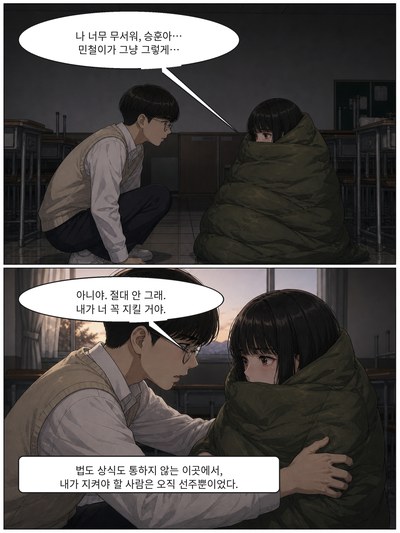 나 너무 무서워, 승훈아…
민철이가 그냥 그렇게…
아니야. 절대 안 그래.
내가 너 꼭 지킬 거야.
법도 상식도 통하지 않는 이곳에서,
내가 지켜야 할 사람은 오직 선주뿐이었다.